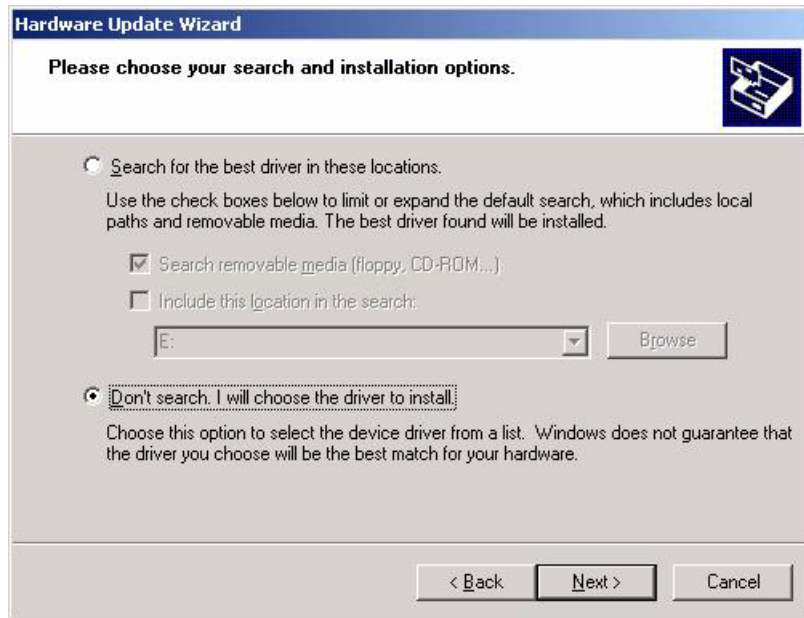 Hardware Update Wizard
Please choose your search and installation options.
Search for the best driver in these locations.
Use the check boxes below to limit or expand the default search, which includes local
paths and removable media. The best driver found will be installed.
Search removable media (floppy, CD-ROM...)
Include this location in the search:
E:
Browse
Don't search. I will choose the driver to install.
Choose this option to select the device driver from a list. Windows does not guarantee that
the driver you choose will be the best match for your hardware.
< Back Next > Cancel